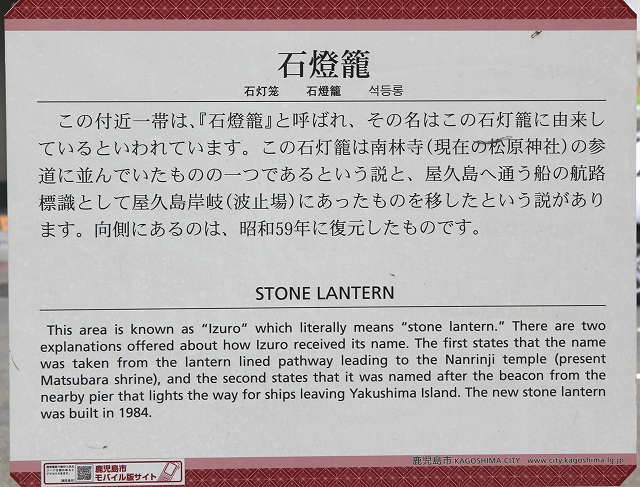 石燈籠
石灯笼 石燈籠 석등롱
この付近一帯は、『石燈籠』と呼ばれ、その名はこの石灯籠に由来し
ているといわれています。この石灯籠は南林寺(現在の松原神社)の参
道に並んでいたものの一つであるという説と、屋久島へ通う船の航路
標識として屋久島岸岐(波止場)にあったものを移したという説があり
ます。向側にあるのは、昭和59年に復元したものです。
STONE LANTERN
This area is known as “Izuro” which literally means “stone lantern.” There are two
explanations offered about how Izuro received its name. The first states that the name
was taken from the lantern lined pathway leading to the Nanrinji temple (present
Matsubara shrine), and the second states that it was named after the beacon from the
nearby pier that lights the way for ships leaving Yakushima Island. The new stone lantern
was built in 1984.
鹿児島市
モバイル版サイト
鹿児島市 KAGOSHIMA CITY www.city.kagoshima.lg.jp